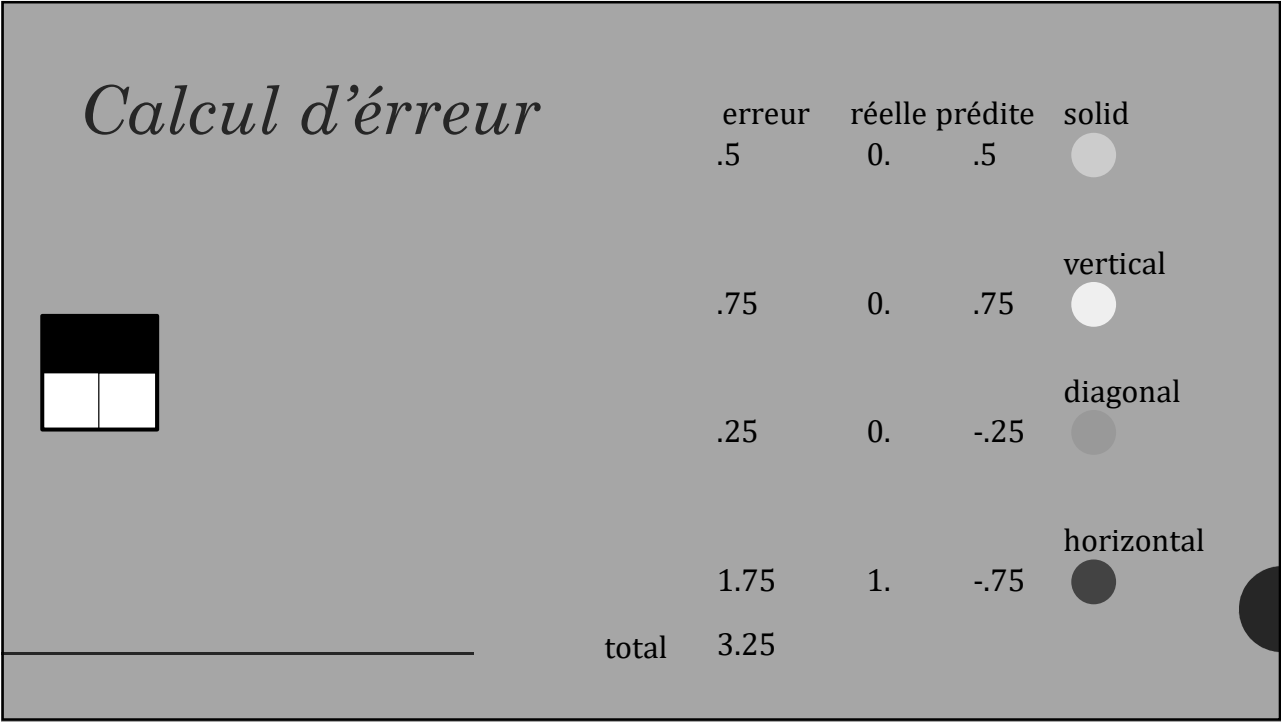 Calcul d’érreur
erreur réelle prédite solid
.5 0. .5
vertical
.75 0. .75
diagonal
.25 0. -.25
horizontal
1.75 1. -.75
total 3.25